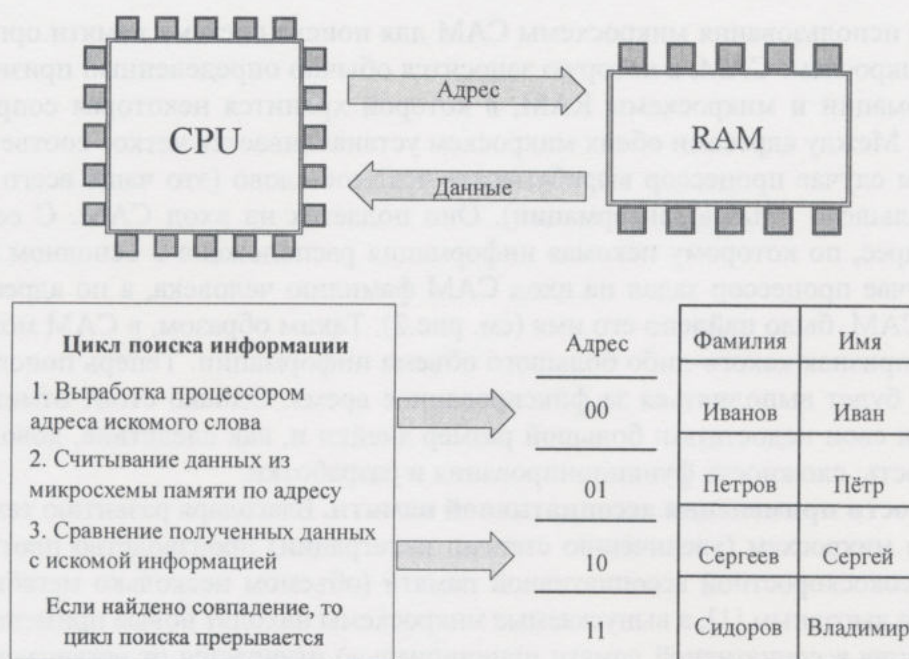 CPU
Адрес
Данные
RAM
Цикл поиска информации
1. Выработка процессором
адреса искомого слова
2. Считывание данных из
микросхемы памяти по адресу
3. Сравнение полученных данных
с искомой информацией
Если найдено совпадение, то
цикл поиска прерывается
Адрес Фамилия Имя
00 Иванов Иван
01 Петров Пётр
10 Сергеев Сергей
11 Сидоров Владимир